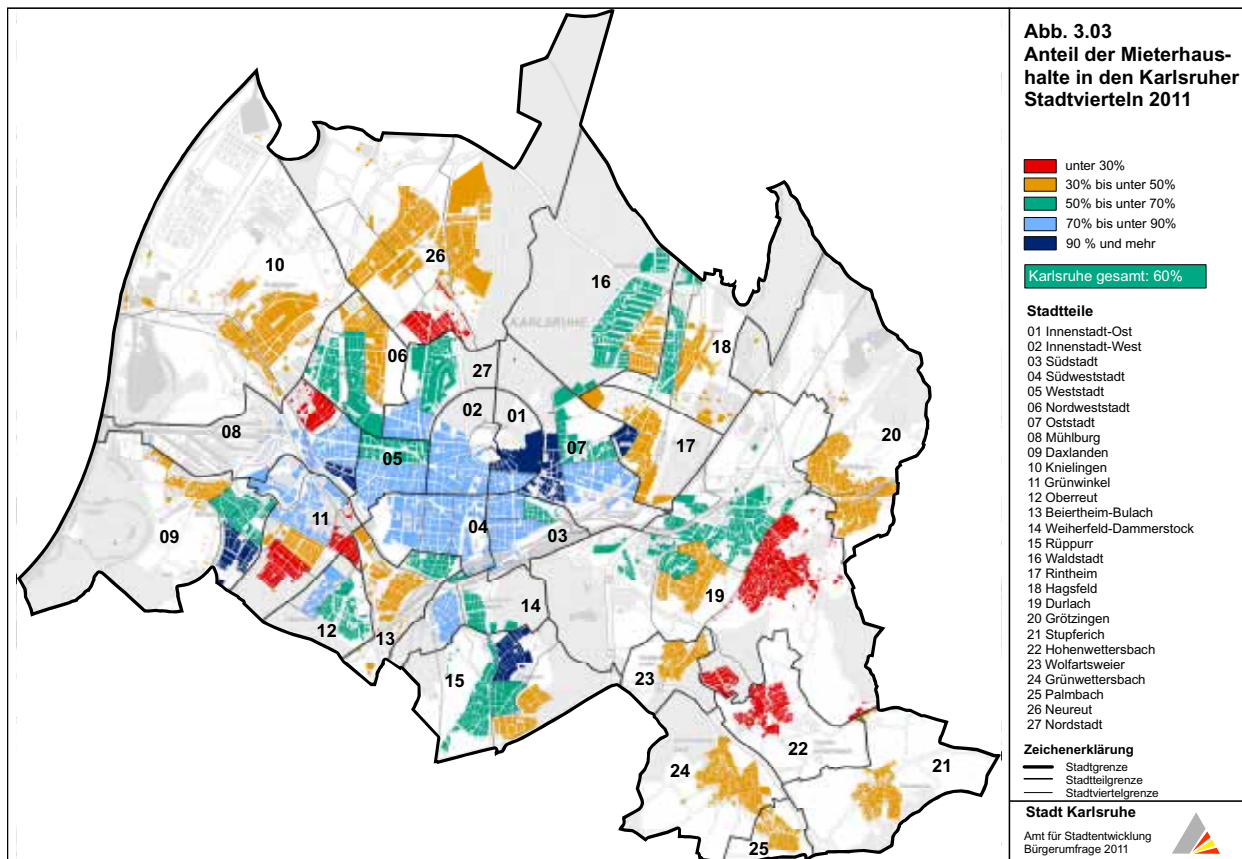 Abb. 3.03
Anteil der Mieterhaus-
halte in den Karlsruher
Stadtvierteln 2011
unter 30%
30% bis unter 50%
50% bis unter 70%
70% bis unter 90%
90 % und mehr
Karlsruhe gesamt: 60%
Stadtteile
01 Innenstadt-Ost
02 Innenstadt-West
03 Südstadt
04 Südweststadt
05 Weststadt
06 Nordweststadt
07 Oststadt
08 Mühlburg
09 Daxlanden
10 Knielingen
11 Grünwinkel
12 Oberreut
13 Beiertheim-Bulach
14 Weiherfeld-Dammerstock
15 Rüppurr
16 Waldstadt
17 Rintheim
18 Hagsfeld
19 Durlach
20 Grötzingen
21 Stupferich
22 Hohenwettersbach
23 Wolfartsweier
24 Grünwettersbach
25 Palmbach
26 Neureut
27 Nordstadt
Zeichenerklärung
Stadtgrenze
Stadtteilgrenze
Stadtviertelgrenze
Stadt Karlsruhe
Amt für Stadtentwicklung
Bürgerumfrage 2011
26
10
16
KARLSRUHE
18
06
27
02
01
08
05
07
17
20
11
04
03
09
19
14
12
13
15
23
22
24
21
25